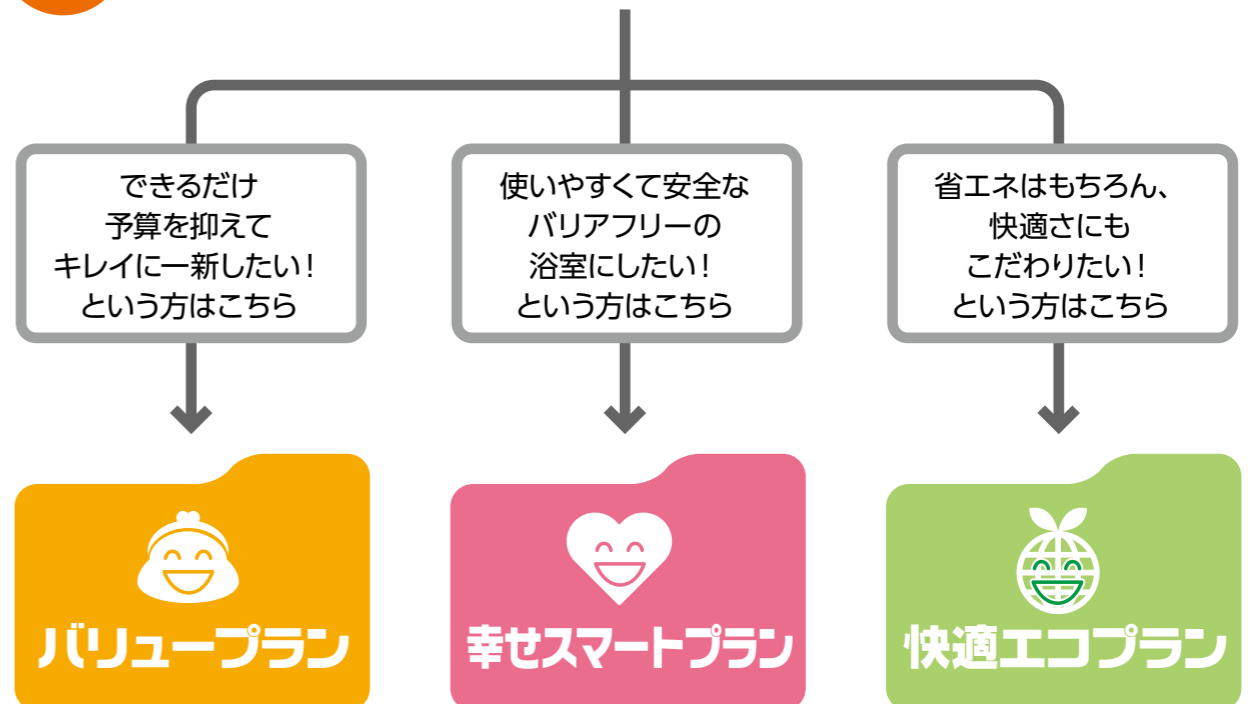 できるだけ
予算を抑えて
キレイに一新したい！
という方はこちら
使いやすくて安全な
バリアフリーの
浴室にしたい！
という方はこちら
省エネはもちろん、
快適さにも
こだわりたい！
という方はこちら
バリュープラン
幸せスマートプラン
快適エコプラン